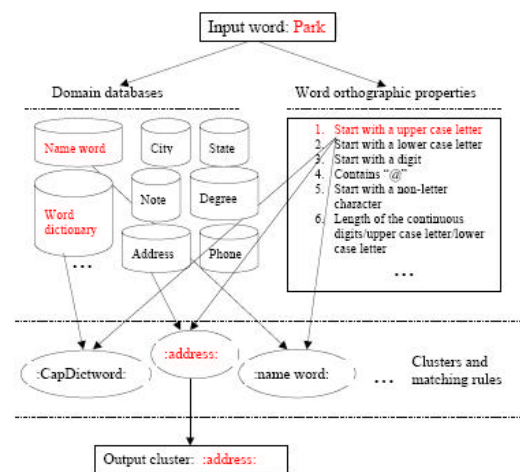 Input word: Park
Domain databases
Word orthographic properties
Name word
City
State
Note
Degree
Word
dictionary
Address
Phone
...
1. Start with a upper case letter
2. Start with a lower case letter
3. Start with a digit
4. Contains “@”
5. Start with a non-letter
character
6. Length of the continuous
digits/upper case letter/lower
case letter
...
:CapDictword:
:address:
:name word:
...
Clusters and
matching rules
Output cluster: :address: